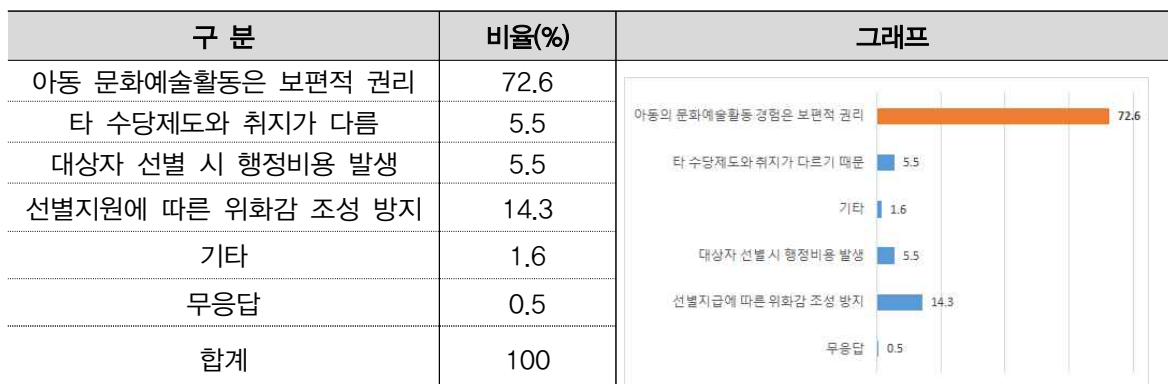 구 분 비율(%) 그래프
아동 문화예술활동은 보편적 권리 72.6
타 수당제도와 취지가 다름 5.5
대상자 선별 시 행정비용 발생 5.5
선별지원에 따른 위화감 조성 방지 14.3
기타 1.6
무응답 0.5
합계 100
아동의 문화예술활동 경험은 보편적 권리 72.6
타 수당제도와 취지가 다르기 때문 5.5
기타 1.6
대상자 선별 시 행정비용 발생 5.5
선별지급에 따른 위화감 조성 방지 14.3
무응답 0.5